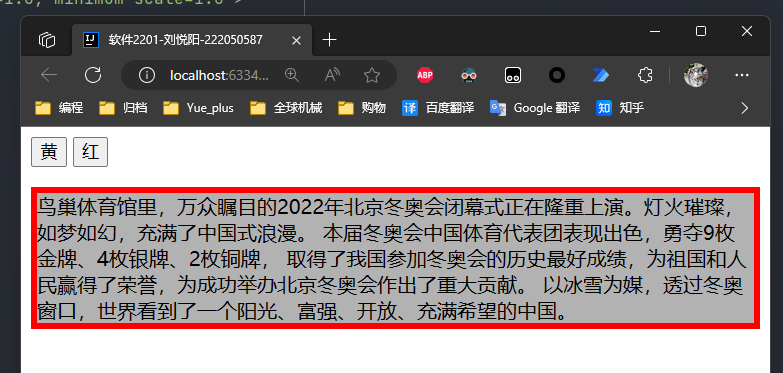 =1.0, minimum-scale=1.0">
软件2201-刘悦阳-222050587
localhost:6334...
ABP
编程 归档 Yue_plus 全球机械 购物 译 百度翻译 Google 翻译 知 知乎
黄 红
鸟巢体育馆里，万众瞩目的2022年北京冬奥会闭幕式正在隆重上演。灯火璀璨，
如梦如幻，充满了中国式浪漫。 本届冬奥会中国体育代表团表现出色，勇夺9枚
金牌、4枚银牌、2枚铜牌， 取得了我国参加冬奥会的历史最好成绩，为祖国和人
民赢得了荣誉，为成功举办北京冬奥会作出了重大贡献。 以冰雪为媒，透过冬奥
窗口，世界看到了一个阳光、富强、开放、充满希望的中国。